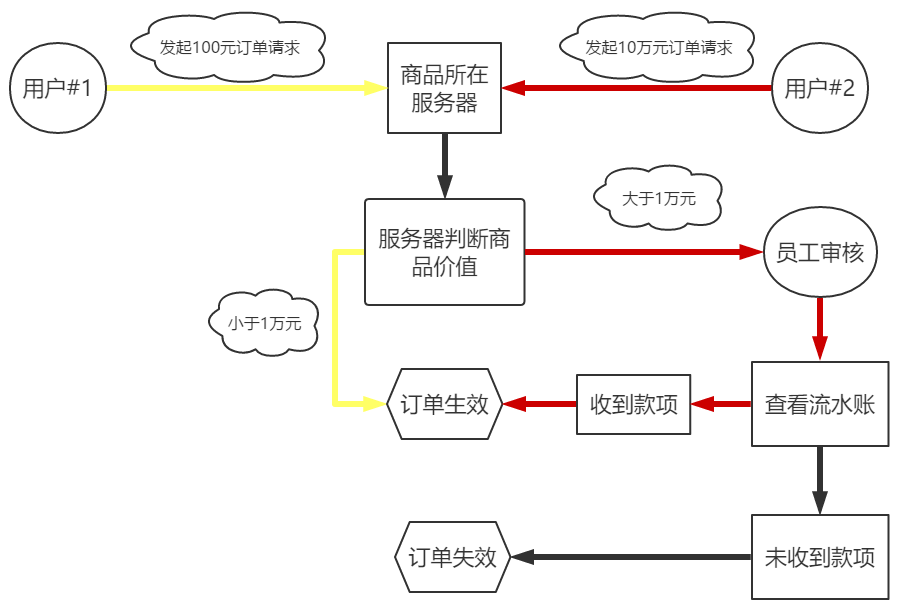 发起100元订单请求
发起10万元订单请求
用户#1
商品所在
服务器
用户#2
大于1万元
服务器判断商
品价值
员工审核
小于1万元
订单生效
收到款项
查看流水账
订单失效
未收到款项